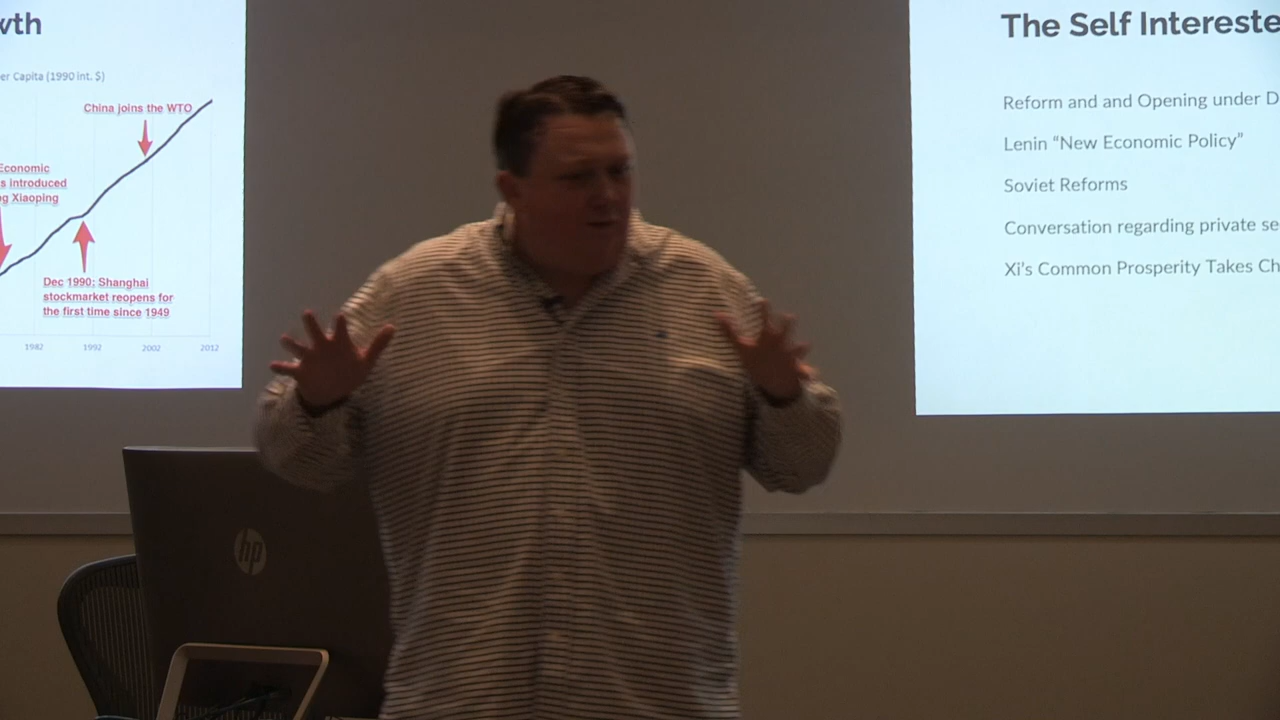 wth
er Capita (1990 int. $)
China joins the WTO
Economic
s introduced
g Xiaoping
Dec 1990: Shanghai
stockmarket reopens for
the first time since 1949
1982 1992 2002 2012
The Self Intereste
Reform and and Opening under D
Lenin “New Economic Policy”
Soviet Reforms
Conversation regarding private se
Xi’s Common Prosperity Takes Ch
hp